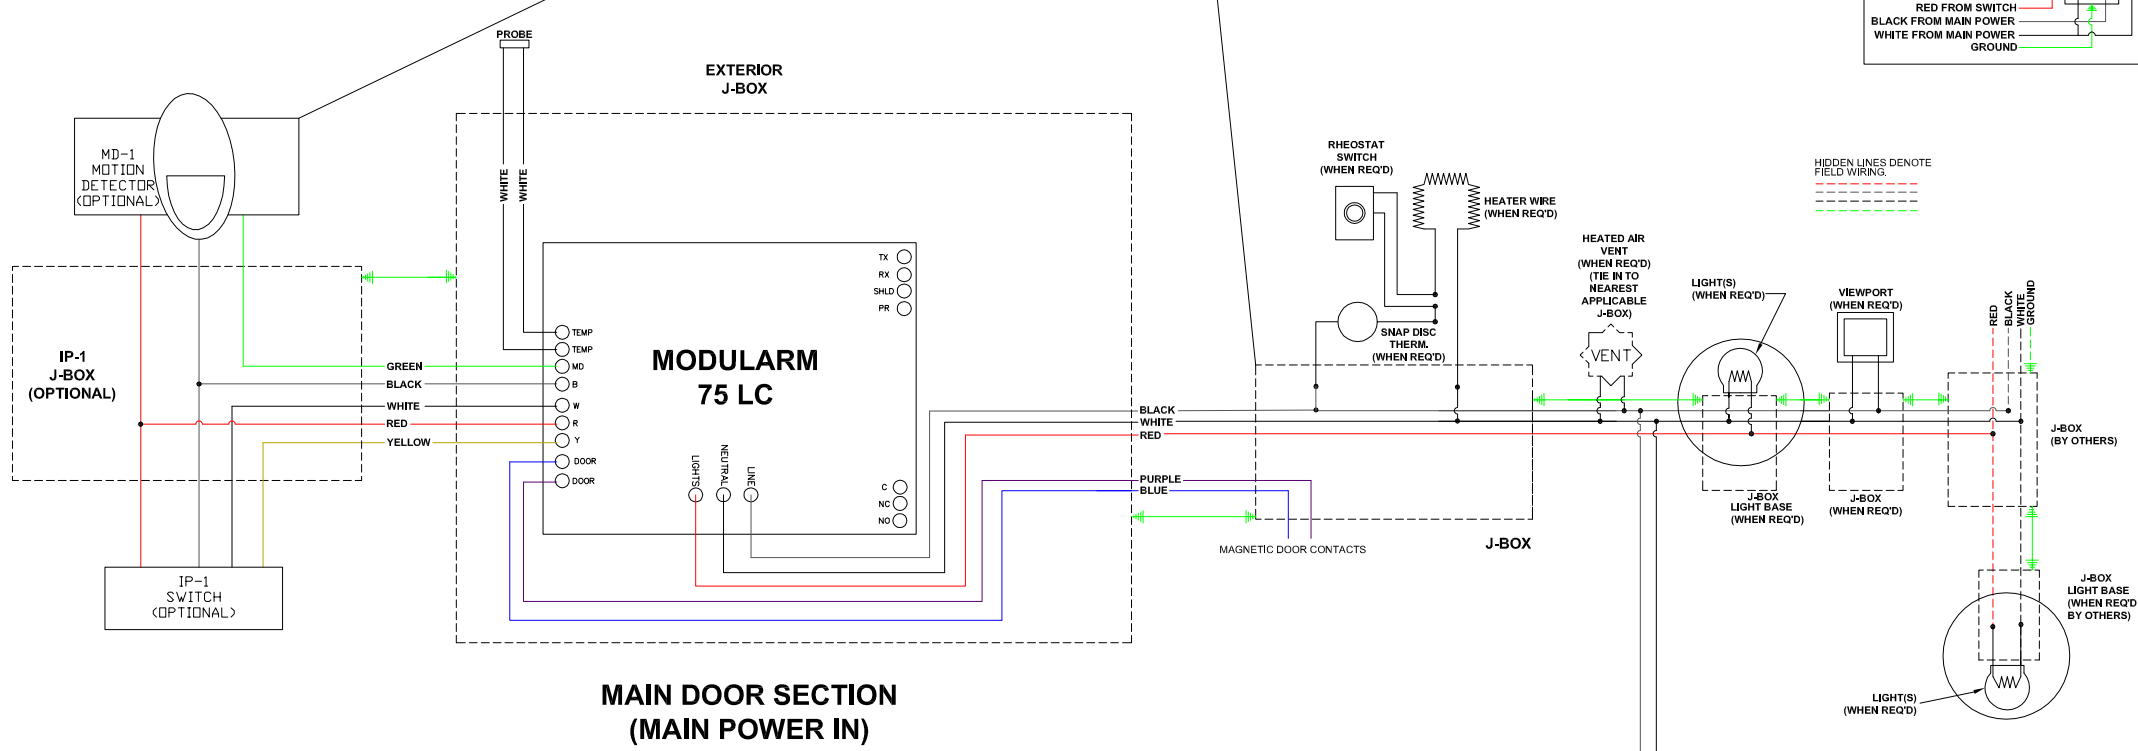 RED FROM SWITCH
BLACK FROM MAIN POWER
WHITE FROM MAIN POWER
GROUND
PROBE
EXTERIOR
J-BOX
MD-1
MOTION
DETECTOR
(OPTIONAL)
WHITE
WHITE
RHEOSTAT
SWITCH
(WHEN REQ'D)
HEATER WIRE
(WHEN REQ'D)
HIDDEN LINES DENOTE
FIELD WIRING.
HEATED AIR
VENT
(WHEN REQ'D)
(TIE IN TO
NEAREST
APPLICABLE
J-BOX)
VENT
LIGHT(S)
(WHEN REQ'D)
VIEWPORT
(WHEN REQ'D)
RED
BLACK
WHITE
GROUND
SNAP DISC
THERM.
(WHEN REQ'D)
TX
RX
SHLD
PR
TEMP
TEMP
MD
B
W
R
Y
DOOR
DOOR
MODULARM
75 LC
LIGHTS
NEUTRAL
LINE
C
NC
NO
IP-1
J-BOX
(OPTIONAL)
GREEN
BLACK
WHITE
RED
YELLOW
BLACK
WHITE
RED
PURPLE
BLUE
MAGNETIC DOOR CONTACTS
J-BOX
J-BOX
LIGHT BASE
(WHEN REQ'D)
J-BOX
(WHEN REQ'D)
J-BOX
(BY OTHERS)
IP-1
SWITCH
(OPTIONAL)
J-BOX
LIGHT BASE
(WHEN REQ'D
BY OTHERS)
LIGHT(S)
(WHEN REQ'D)
MAIN DOOR SECTION
(MAIN POWER IN)